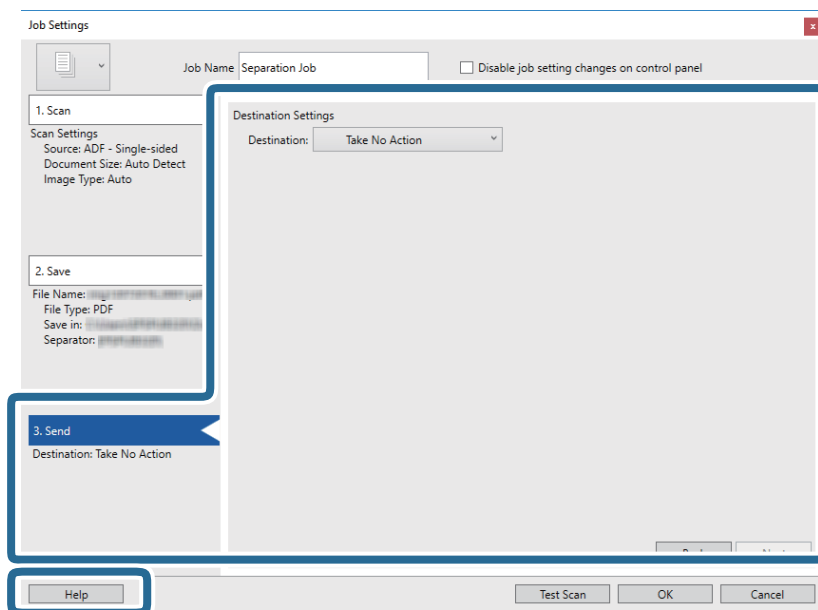 Job Settings
x
Job Name Separation Job
Disable job setting changes on control panel
1. Scan
Scan Settings
Source: ADF - Single-sided
Document Size: Auto Detect
Image Type: Auto
2. Save
File Name:
File Type: PDF
Save in:
Separator:
3. Send
Destination: Take No Action
Destination Settings
Destination: Take No Action
Help
Test Scan
OK
Cancel